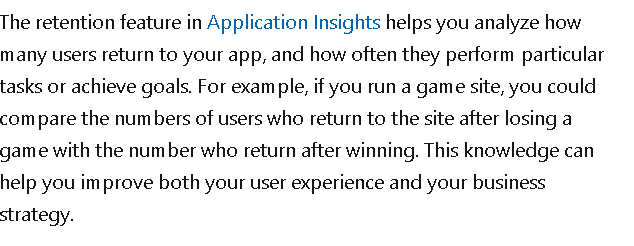 The retention feature in Application Insights helps you analyze how
many users return to your app, and how often they perform particular
tasks or achieve goals. For example, if you run a game site, you could
compare the numbers of users who return to the site after losing a
game with the number who return after winning. This knowledge can
help you improve both your user experience and your business
strategy.